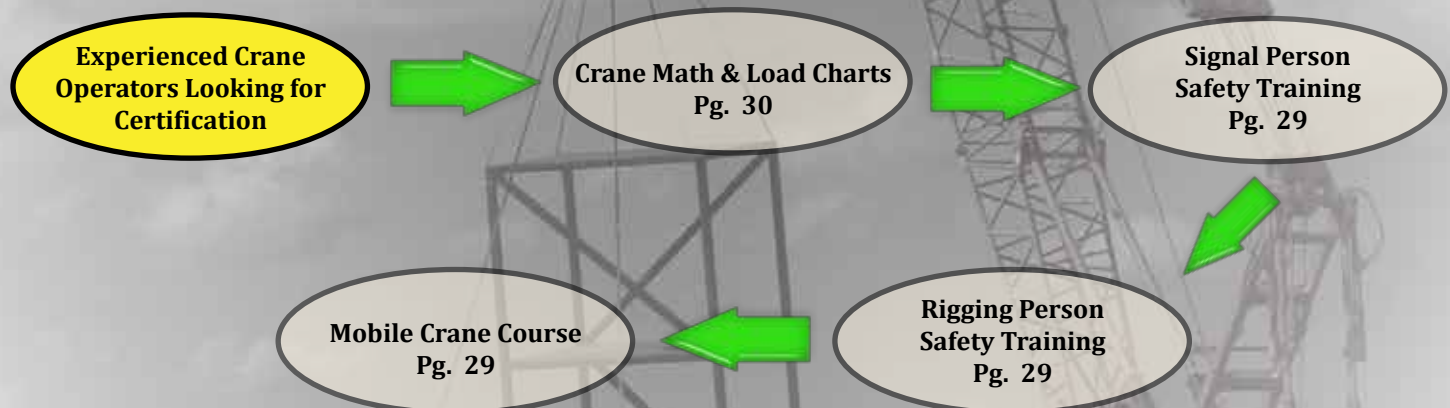 Experienced Crane
Operators Looking for
Certification
Crane Math & Load Charts
Pg. 30
Signal Person
Safety Training
Pg. 29
Rigging Person
Safety Training
Pg. 29
Mobile Crane Course
Pg. 29